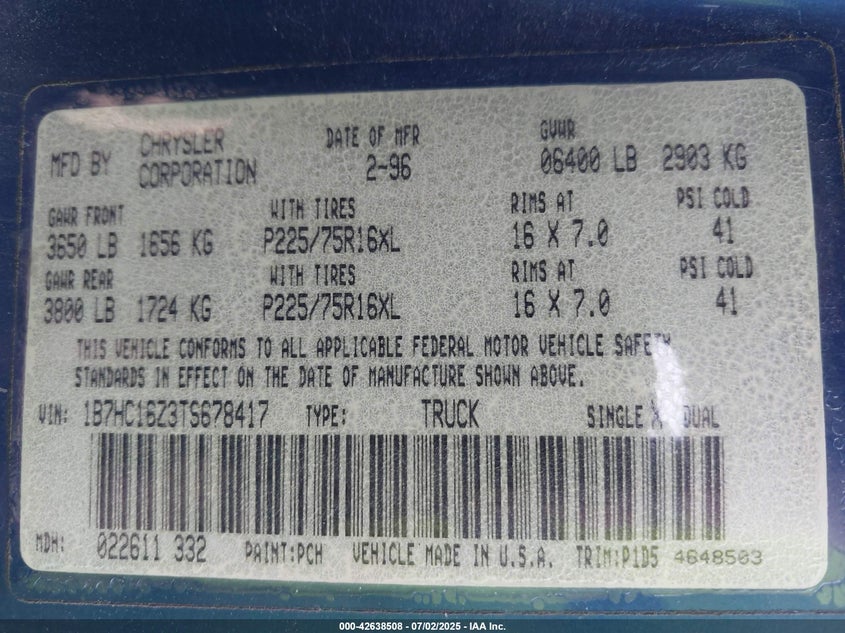 MFD BY CHRYSLER CORPORATION DATE OF MFR 2-96 GVWR 06400 LB 2903 KG
GAWR FRONT WITH TIRES RIMS AT PSI COLD
3650 LB 1656 KG P225/75R16XL 16 X 7.0 41
GAWR REAR WITH TIRES RIMS AT PSI COLD
3800 LB 1724 KG P225/75R16XL 16 X 7.0 41
THIS VEHICLE CONFORMS TO ALL APPLICABLE FEDERAL MOTOR VEHICLE SAFETY
STANDARDS IN EFFECT ON THE DATE OF MANUFACTURE SHOWN ABOVE.
VIN: 1B7HC16Z3TS678417 TYPE: TRUCK SINGLE X DUAL
MDH: 022611 332 PAINT:PCH VEHICLE MADE IN U.S.A. TRIM:P1D5 4648503
000-42638508 - 07/02/2025 - IAA Inc.